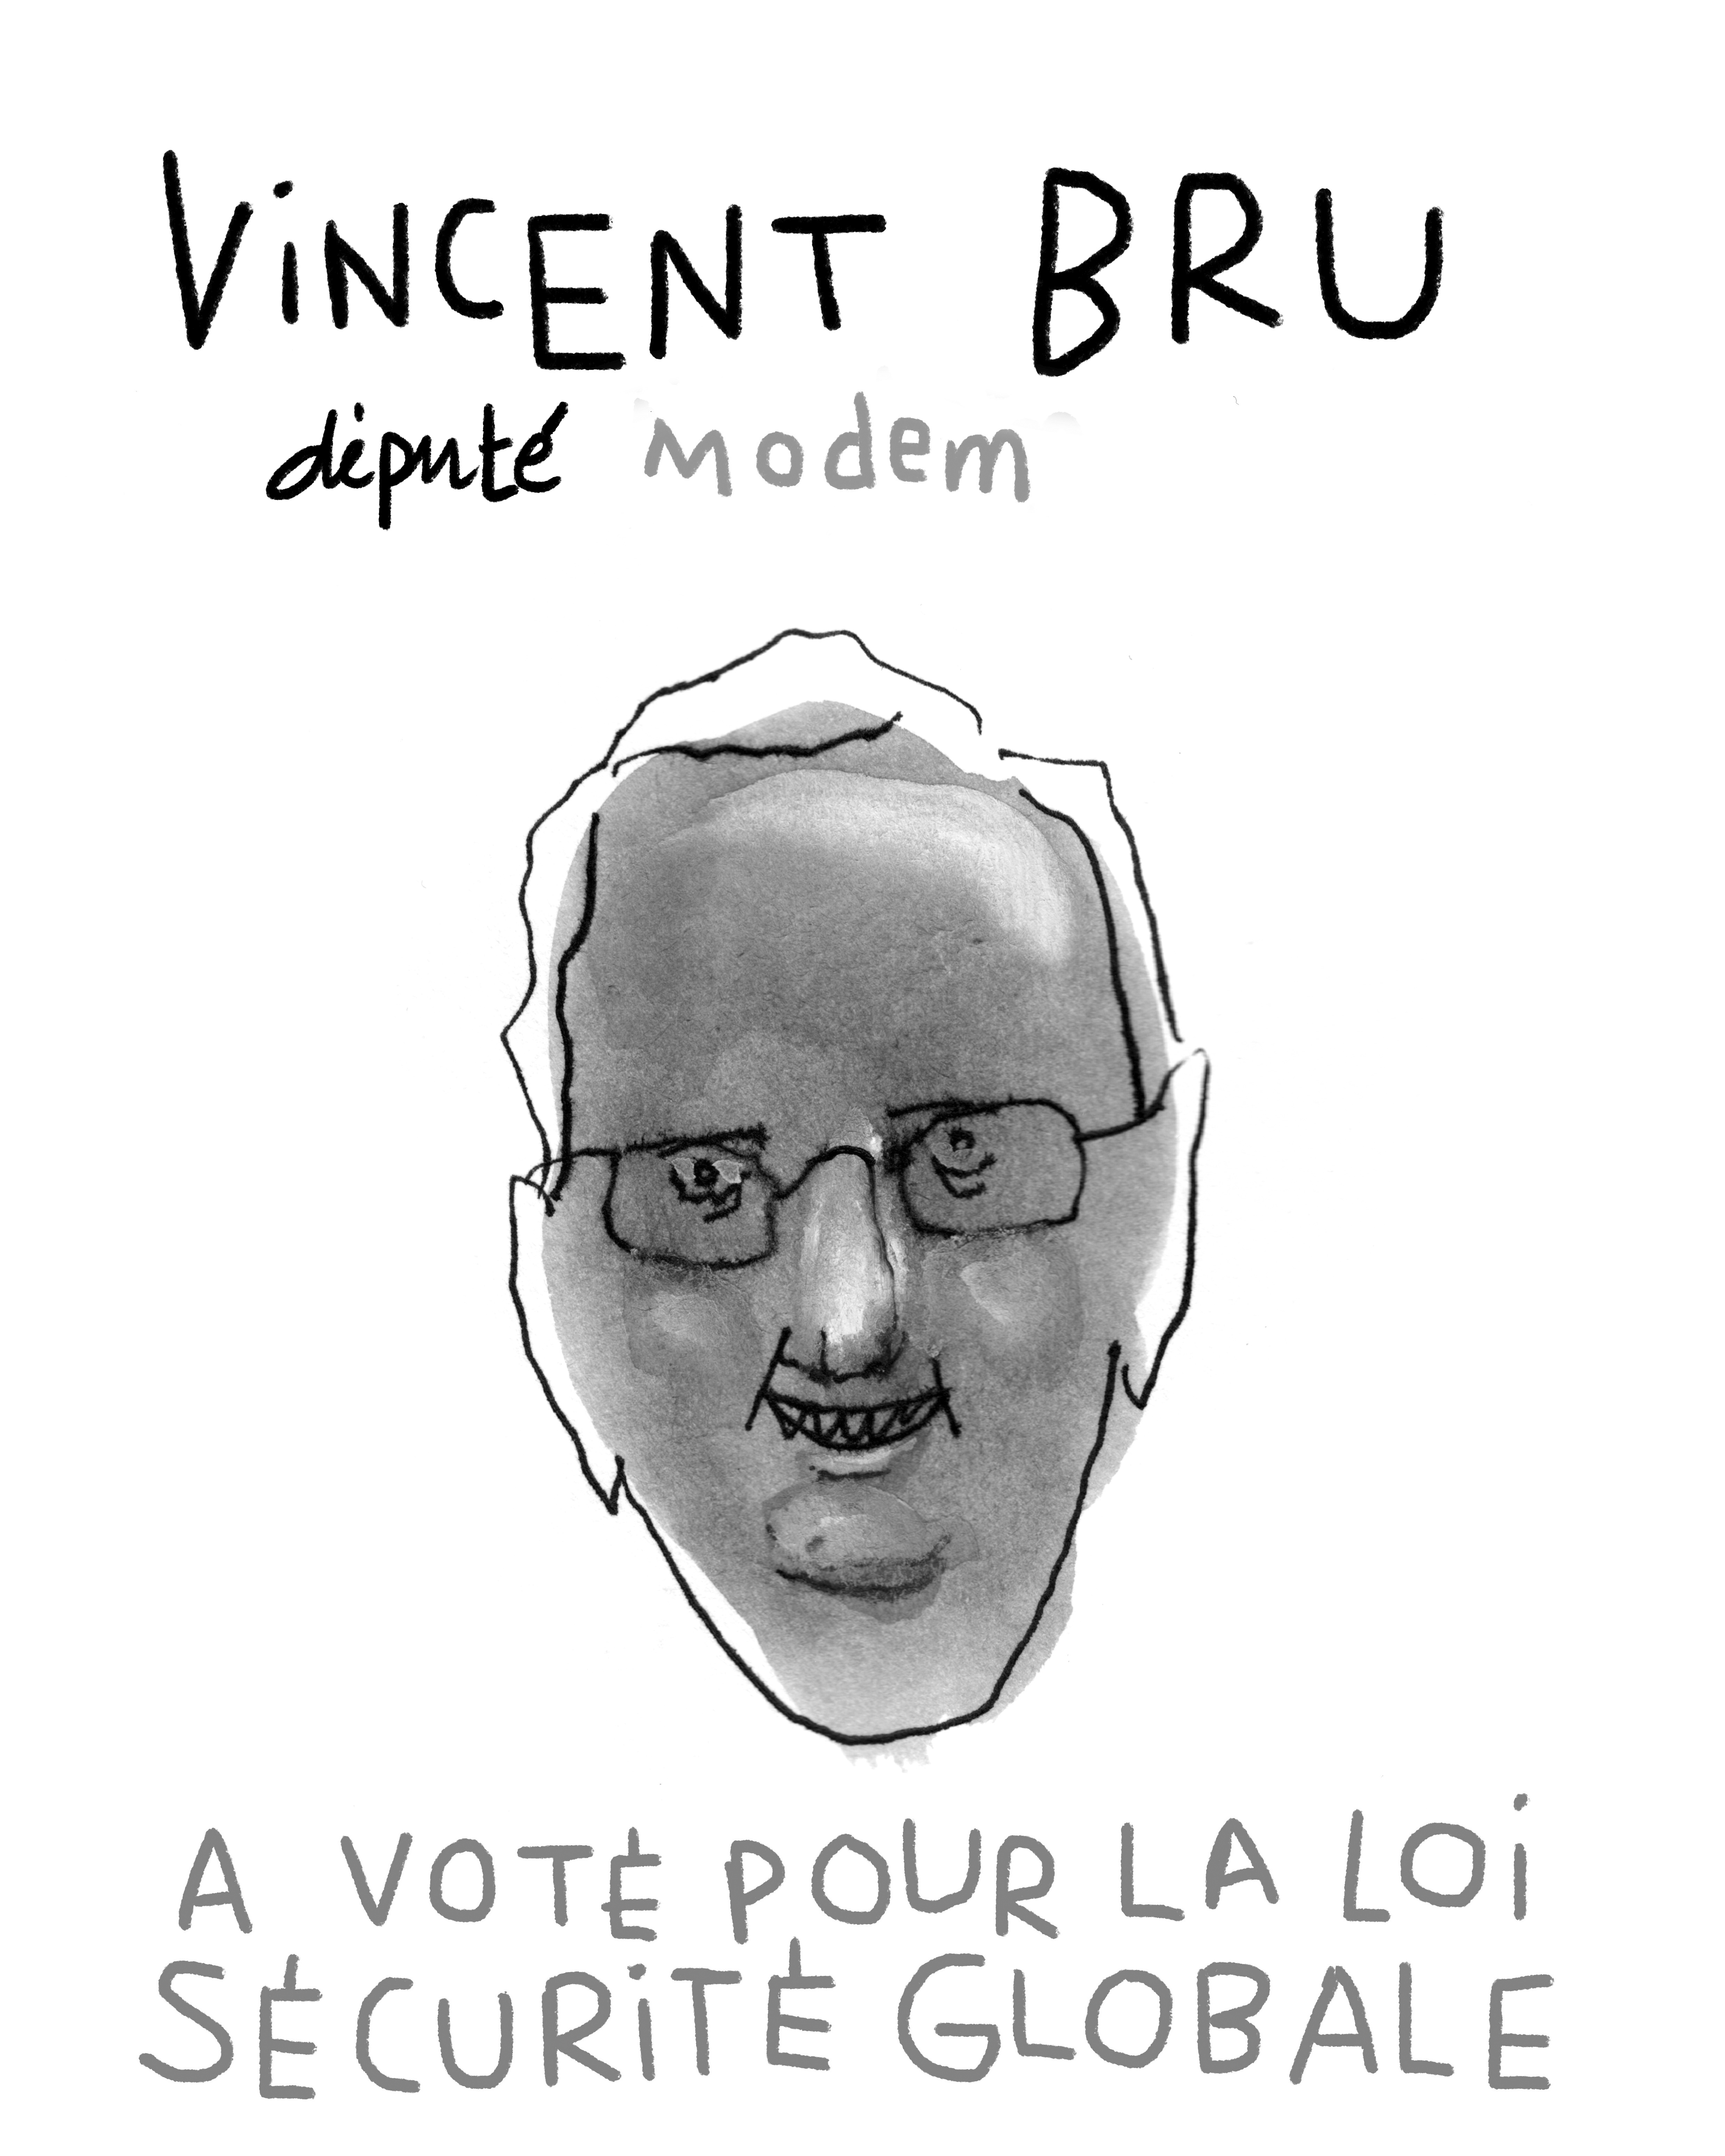 ViNCENT BRU
député modem
A VOTÉ POUR LA LOi
SÉCURiTÉ GLOBALE